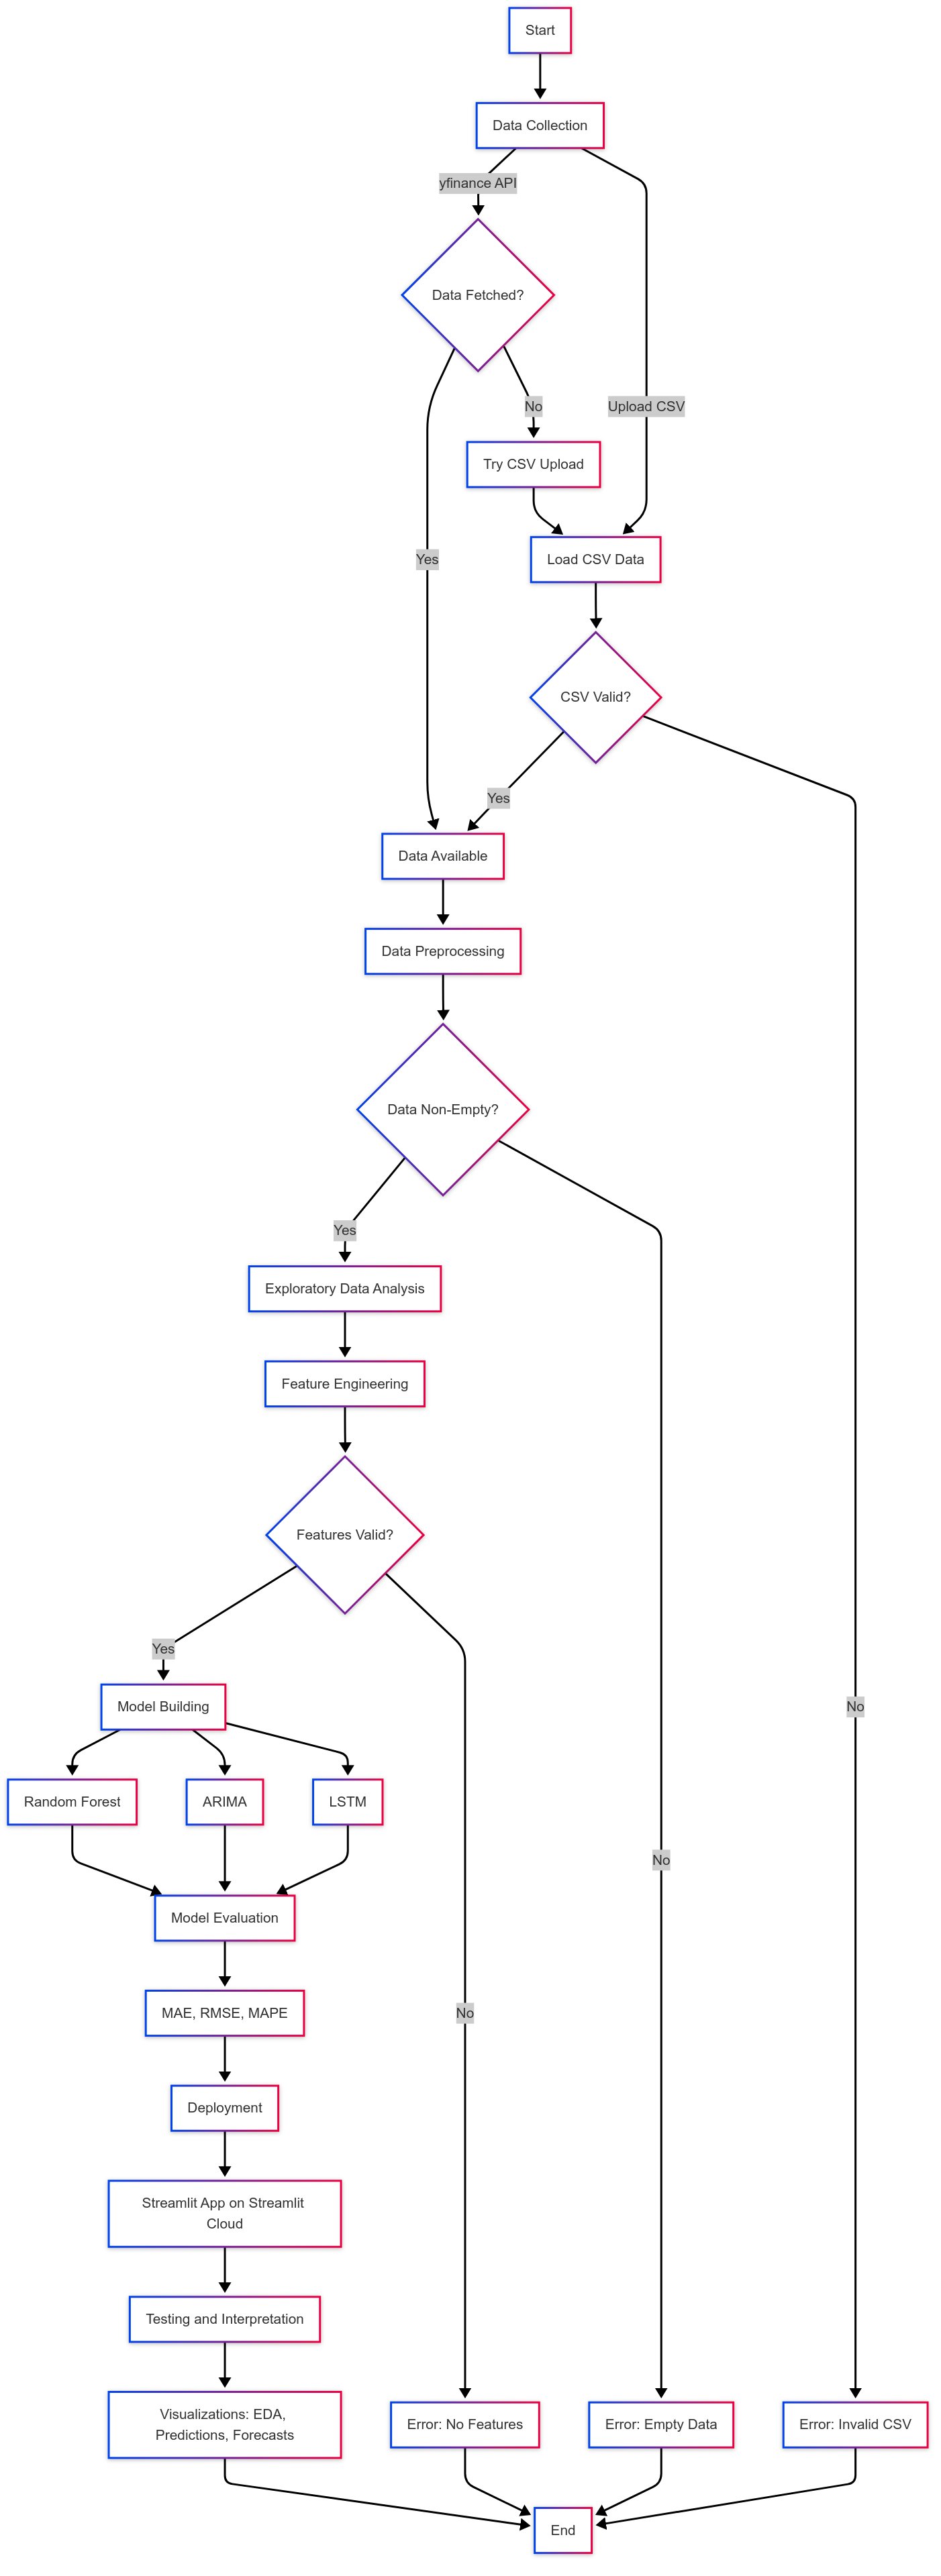 Start
Data Collection
yfinance API
Data Fetched?
No
Upload CSV
Try CSV Upload
Yes
Load CSV Data
CSV Valid?
Yes
Data Available
Data Preprocessing
Data Non-Empty?
Yes
Exploratory Data Analysis
Feature Engineering
Features Valid?
Yes
Model Building
No
Random Forest
ARIMA
LSTM
No
Model Evaluation
MAE, RMSE, MAPE
No
Deployment
Streamlit App on Streamlit
Cloud
Testing and Interpretation
Visualizations: EDA,
Predictions, Forecasts
Error: No Features
Error: Empty Data
Error: Invalid CSV
End